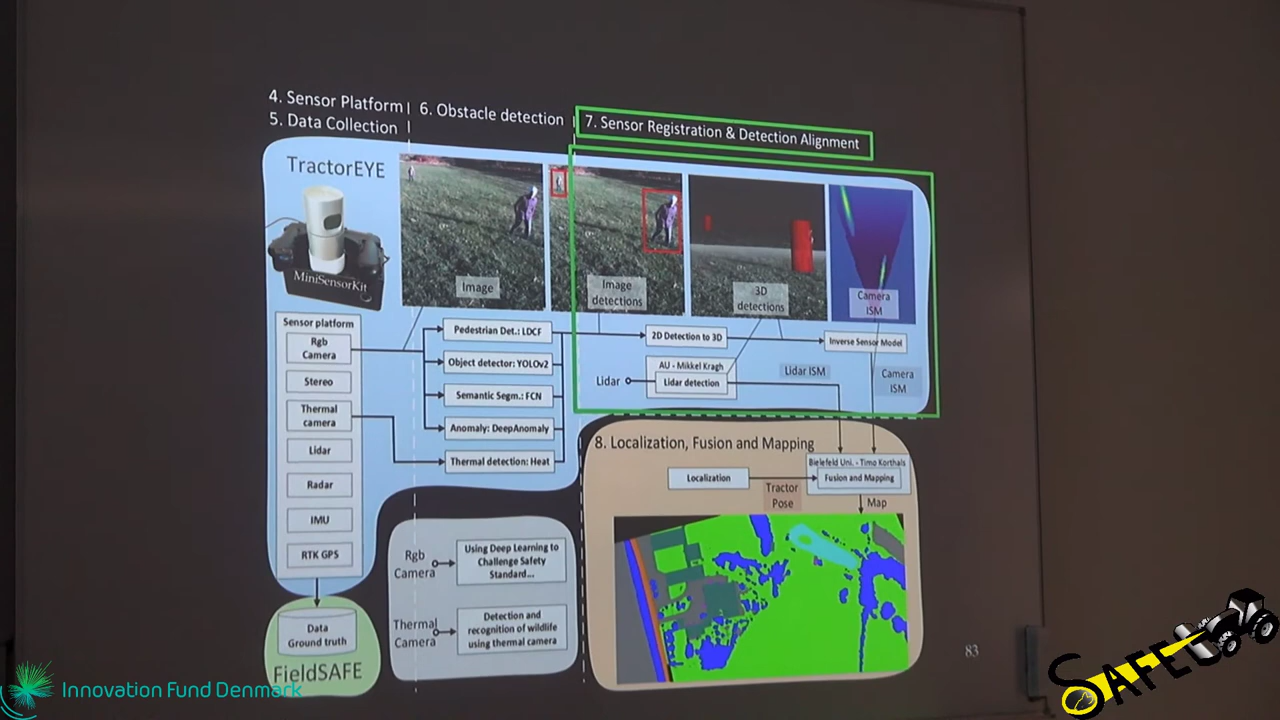 4. Sensor Platform
5. Data Collection
6. Obstacle detection
7. Sensor Registration & Detection Alignment
TractorEYE
MiniSensorKit
Image
Image
detections
3D
detections
Camera
ISM
Sensor platform
Rgb
Camera
Stereo
Thermal
camera
Lidar
Radar
IMU
RTK GPS
Pedestrian Det.: LDCF
Object detector: YOLOv2
Semantic Segm.: FCN
Anomaly: DeepAnomaly
Thermal detection: Heat
2D Detection to 3D
Inverse Sensor Model
AU - Mikkel Kragh
Lidar
Lidar detection
Lidar ISM
Camera
ISM
8. Localization, Fusion and Mapping
Bielefeld Uni. - Timo Korthals
Localization
Fusion and Mapping
Tractor
Pose
Map
Rgb
Camera
Using Deep Learning to
Challenge Safety
Standard...
Thermal
Camera
Detection and
recognition of wildlife
using thermal camera
Data
Ground truth
FieldSAFE
83
Innovation Fund Denmark
SAFE